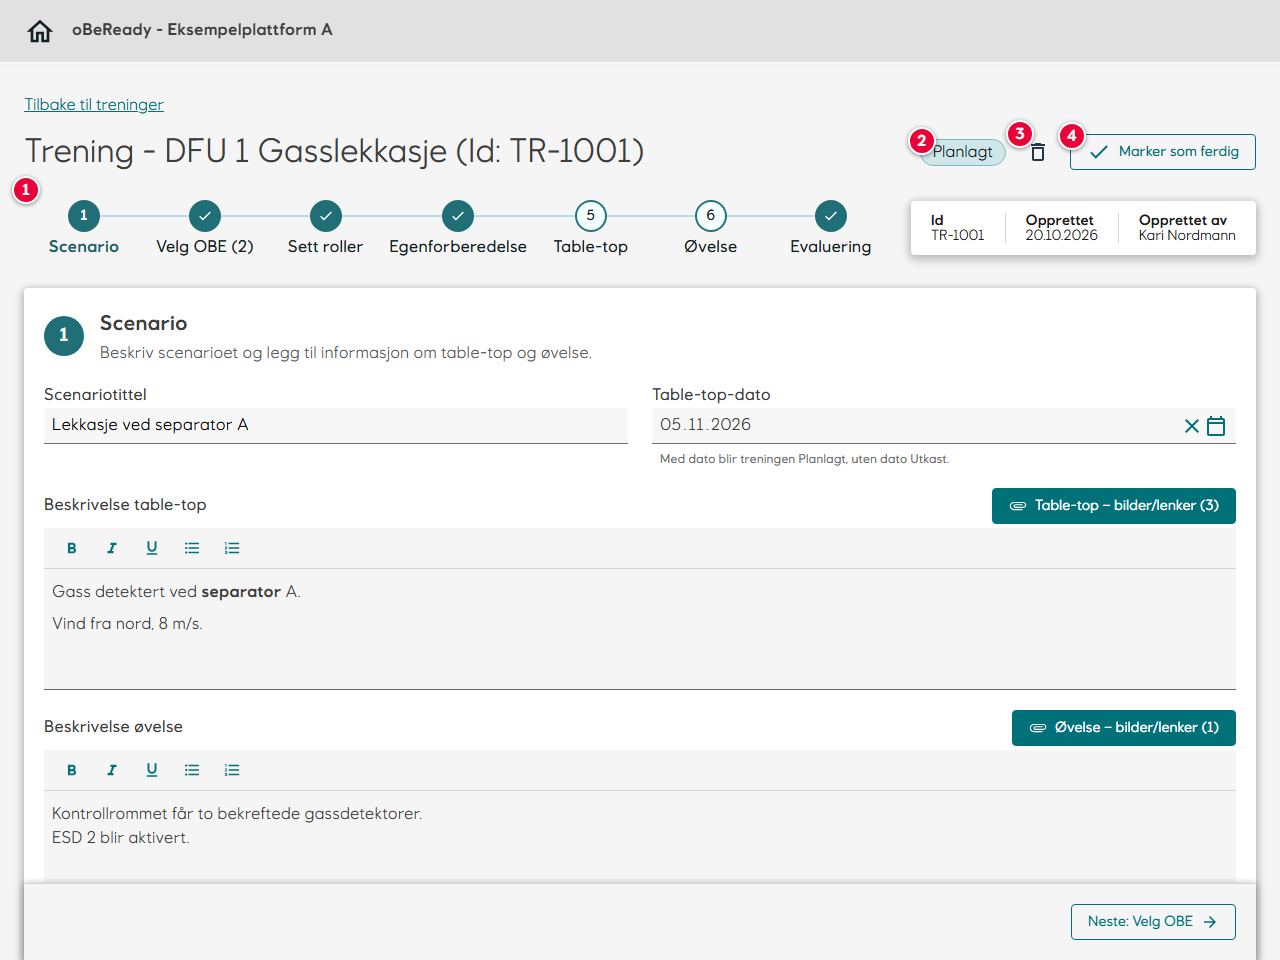 oBeReady - Eksempelplattform A
Tilbake til treninger
Trening - DFU 1 Gasslekkasje (Id: TR-1001)
2
Planlagt
3
4
Marker som ferdig
1
1
Scenario
Velg OBE (2)
Sett roller
Egenforberedelse
5
Table-top
6
Øvelse
Evaluering
Id
TR-1001
Opprettet
20.10.2026
Opprettet av
Kari Nordmann
1
Scenario
Beskriv scenarioet og legg til informasjon om table-top og øvelse.
Scenariotittel
Lekkasje ved separator A
Table-top-dato
05.11.2026
Med dato blir treningen Planlagt, uten dato Utkast.
Beskrivelse table-top
Table-top – bilder/lenker (3)
B I U
Gass detektert ved separator A.
Vind fra nord, 8 m/s.
Beskrivelse øvelse
Øvelse – bilder/lenker (1)
B I U
Kontrollrommet får to bekreftede gassdetektorer.
ESD 2 blir aktivert.
Neste: Velg OBE